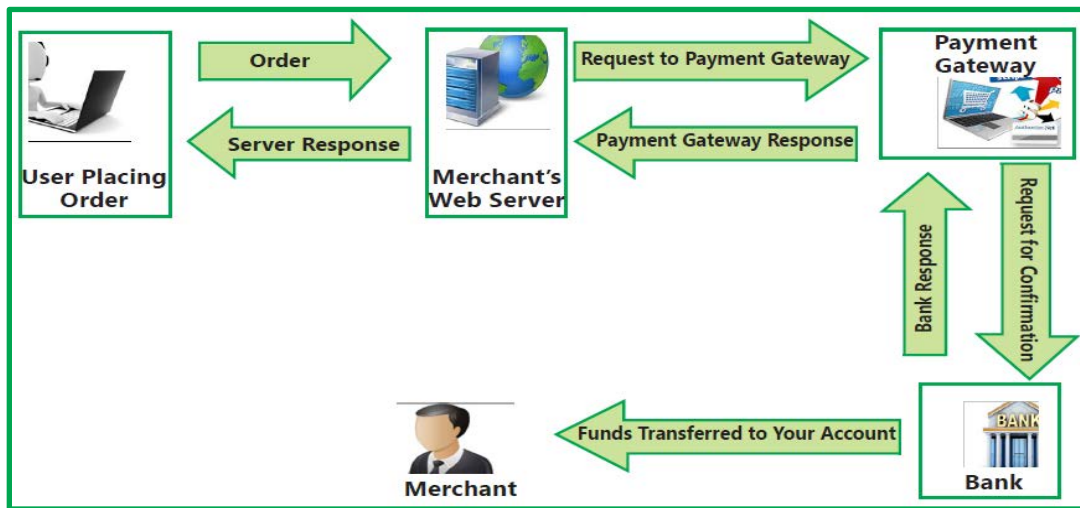 Order
Request to Payment Gateway
Payment
Gateway
Server Response
Payment Gateway Response
User Placing
Order
Merchant's
Web Server
Bank Response
Request for Confirmation
Funds Transferred to Your Account
BANK
Merchant
Bank